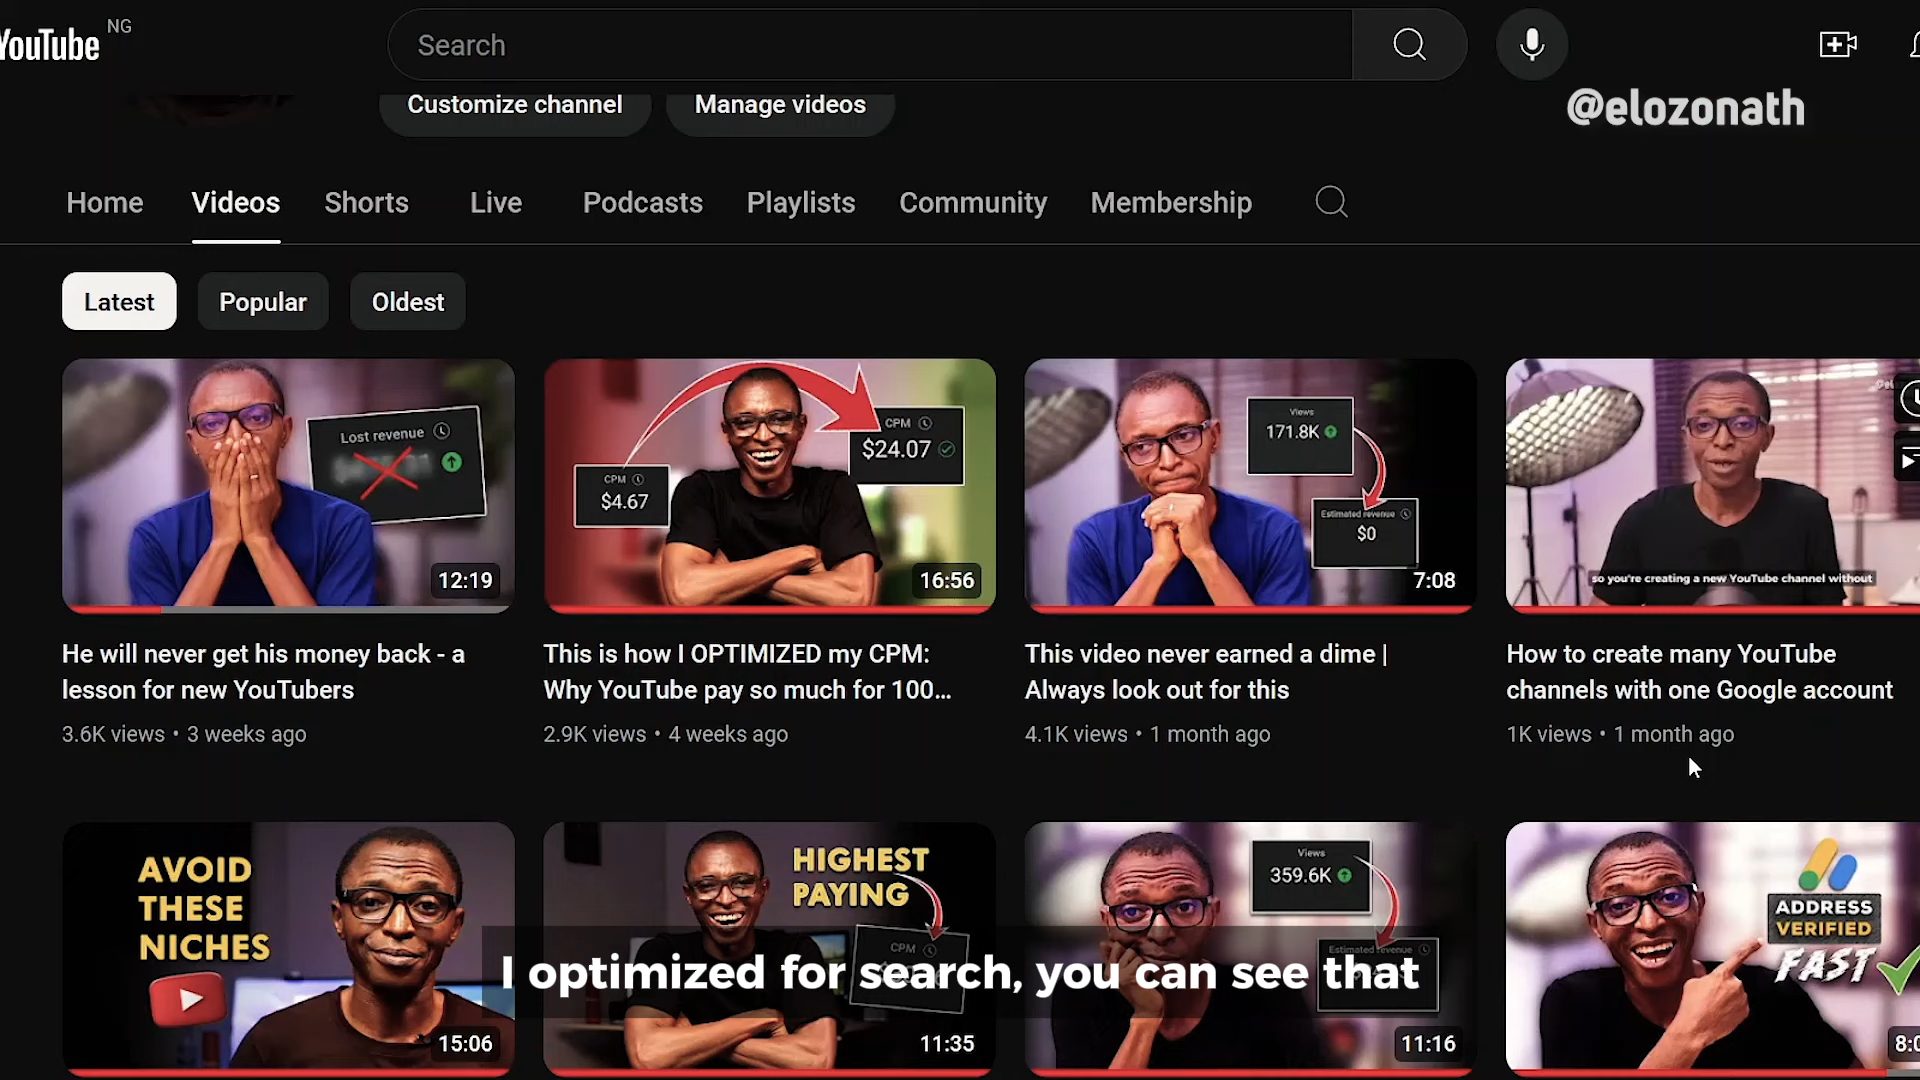 YouTube NG
Search
@elozonath
Customize channel
Manage videos
Home
Videos
Shorts
Live
Podcasts
Playlists
Community
Membership
Latest
Popular
Oldest
Lost revenue
12:19
CPM
$4.67
CPM
$24.07
16:56
Views
171.8K
Estimated revenue
$0
7:08
so you're creating a new YouTube channel without
He will never get his money back - a
lesson for new YouTubers
3.6K views • 3 weeks ago
This is how I OPTIMIZED my CPM:
Why YouTube pay so much for 100...
2.9K views • 4 weeks ago
This video never earned a dime |
Always look out for this
4.1K views • 1 month ago
How to create many YouTube
channels with one Google account
1K views • 1 month ago
AVOID
THESE
NICHES
15:06
HIGHEST
PAYING
CPM
11:35
Views
359.6K
Estimated revenue
11:16
ADDRESS
VERIFIED
FAST
I optimized for search, you can see that